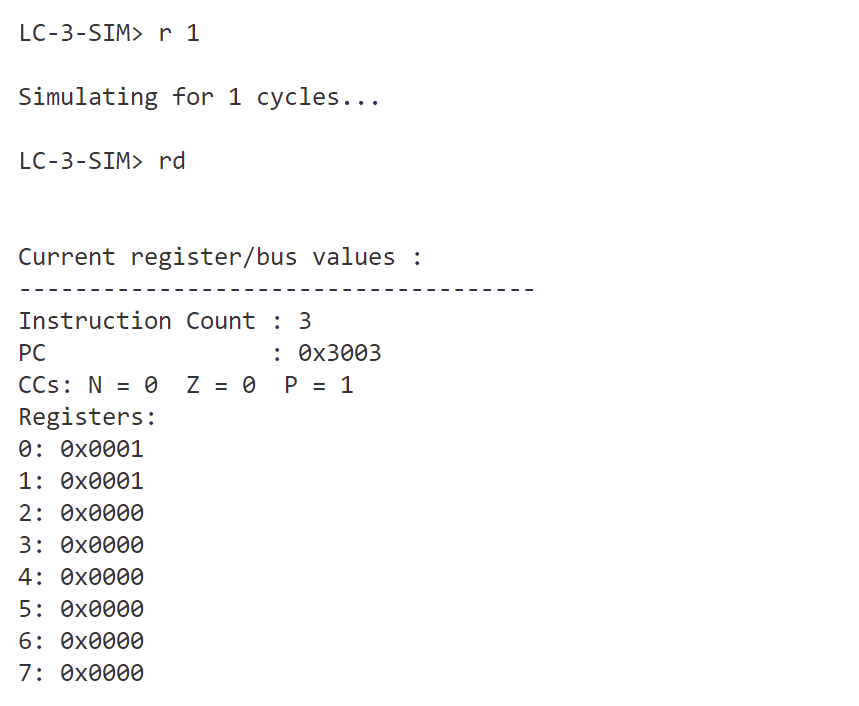 LC-3-SIM> r 1
Simulating for 1 cycles...
LC-3-SIM> rd
Current register/bus values :
-------------------------------------
Instruction Count : 3
PC                : 0x3003
CCs: N = 0  Z = 0  P = 1
Registers:
0: 0x0001
1: 0x0001
2: 0x0000
3: 0x0000
4: 0x0000
5: 0x0000
6: 0x0000
7: 0x0000